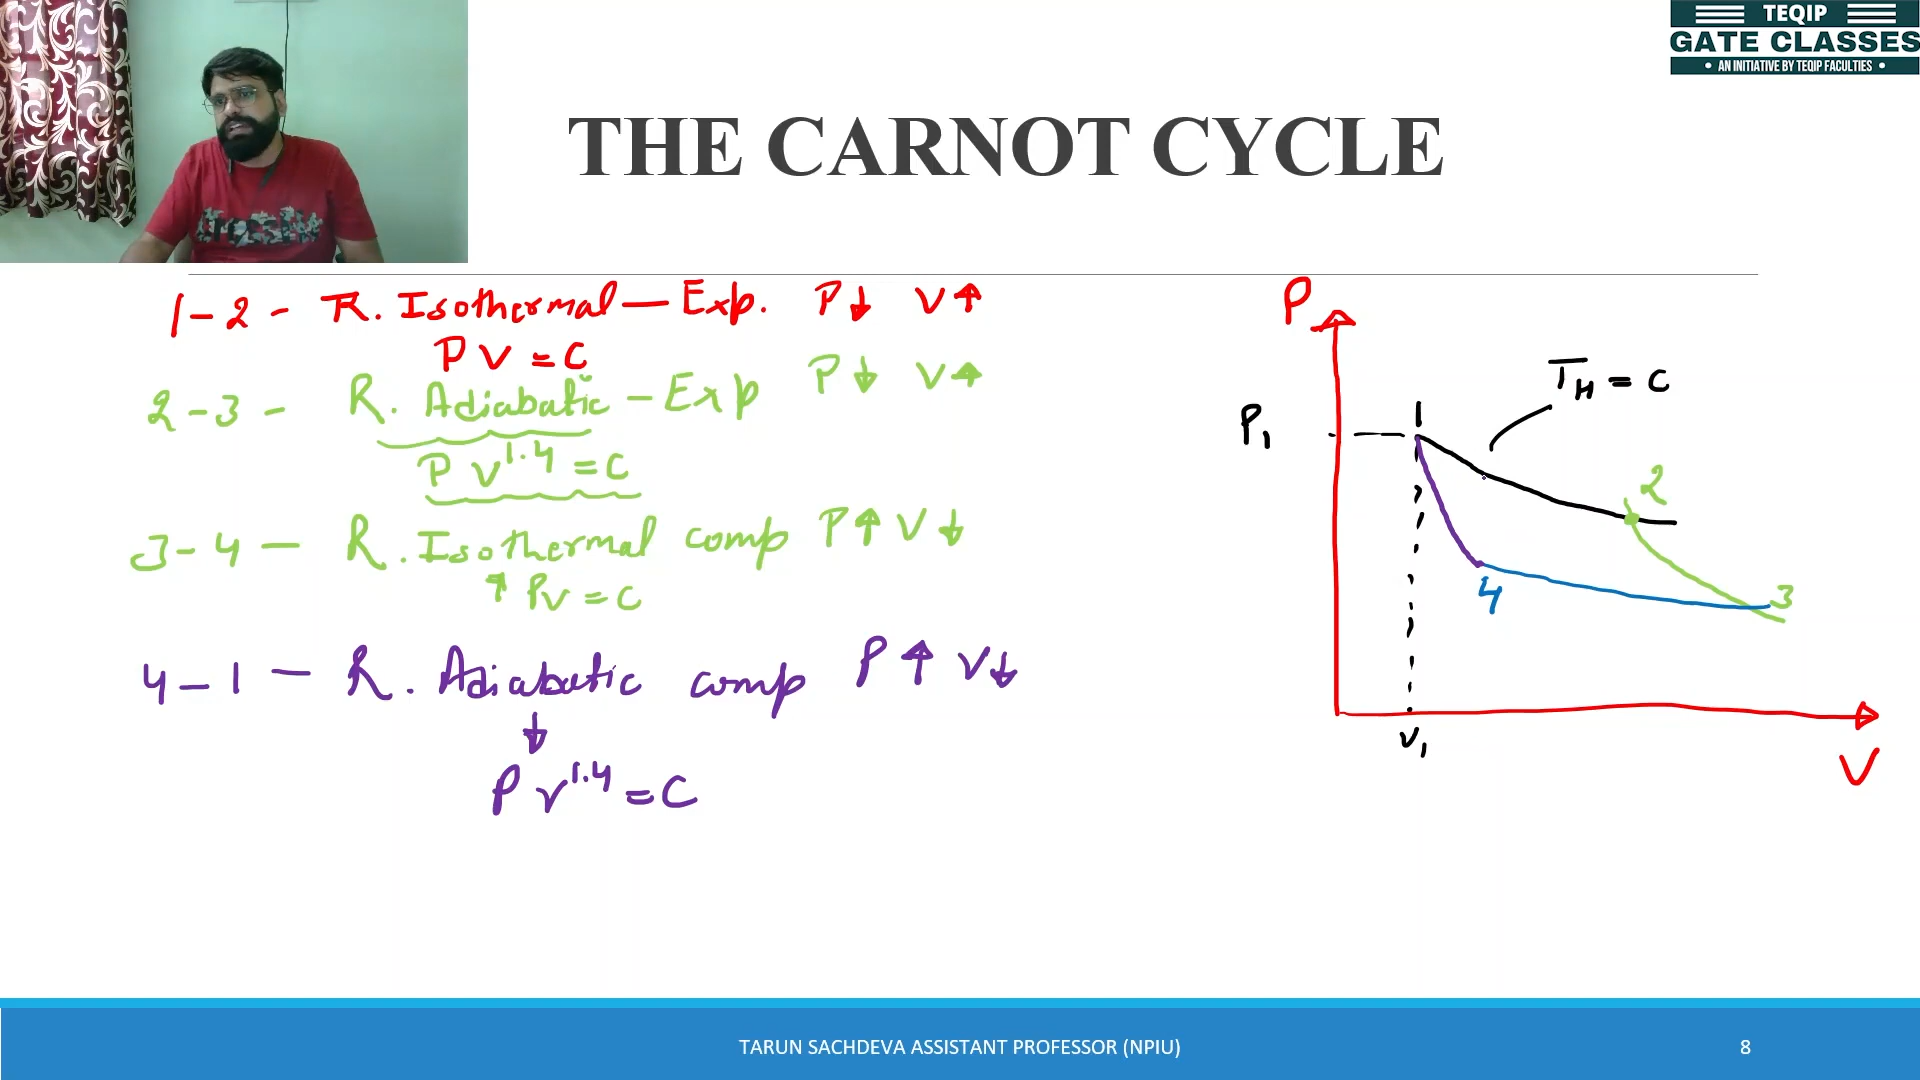 TEQIP
GATE CLASSES
• AN INITIATIVE BY TEQIP FACULTIES •
THE CARNOT CYCLE
1-2 - R. Isothermal - Exp. P↓ V↑
PV = C
2-3 - R. Adiabatic - Exp P↓ V↑
PV^1.4 = C
3-4 - R. Isothermal comp P↑ V↓
↑ PV = C
4-1 - R. Adiabatic comp P↑ V↓
↓
PV^1.4 = C
P
T_H = C
P1
1
2
3
4
V1
V
TARUN SACHDEVA ASSISTANT PROFESSOR (NPIU)
8